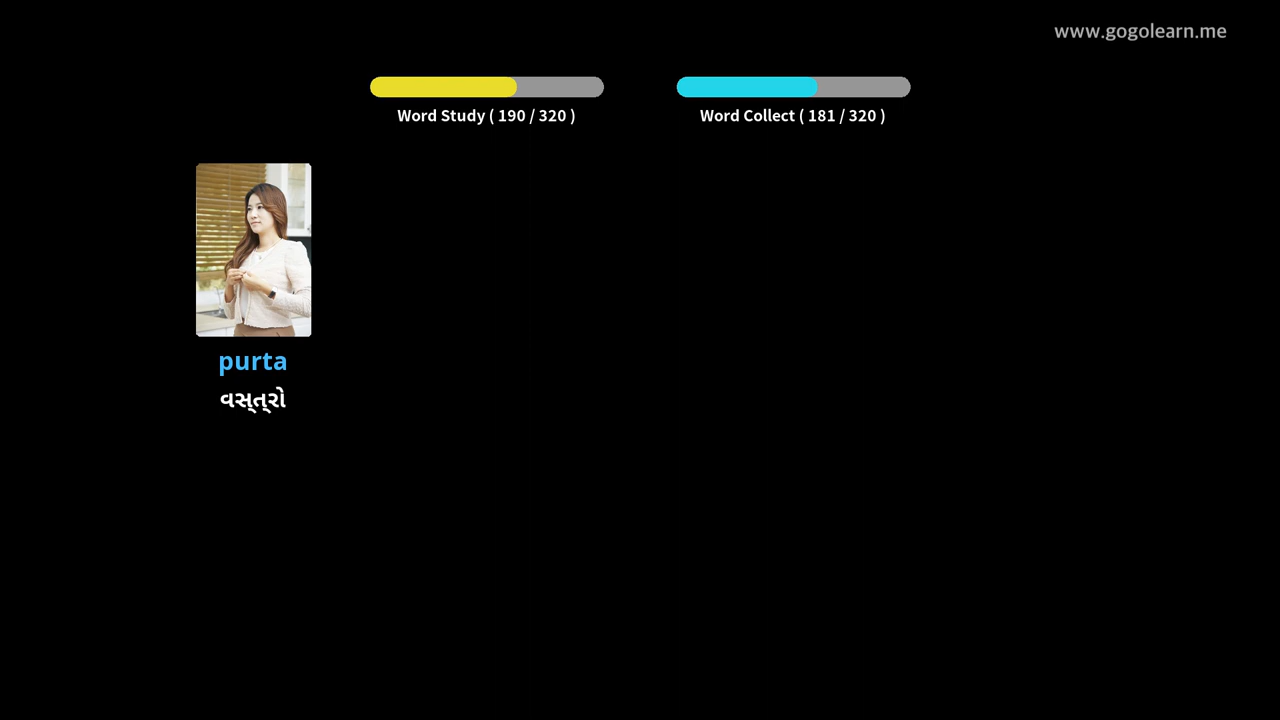 www.gogolearn.me
Word Study ( 190 / 320 )
Word Collect ( 181 / 320 )
purta
વસ્ત્રો